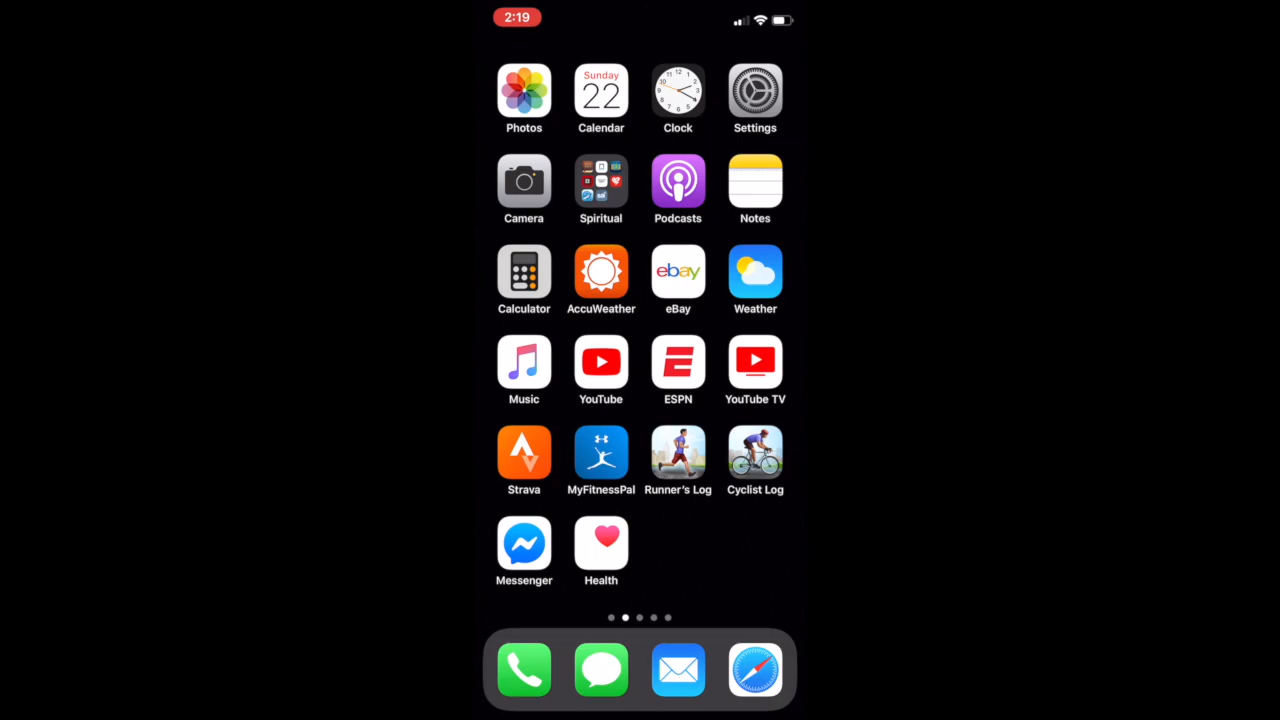 2:19
Sunday
22
Photos Calendar Clock Settings
Camera Spiritual Podcasts Notes
ebay
Calculator AccuWeather eBay Weather
Music YouTube ESPN YouTube TV
Strava MyFitnessPal Runner's Log Cyclist Log
Messenger Health